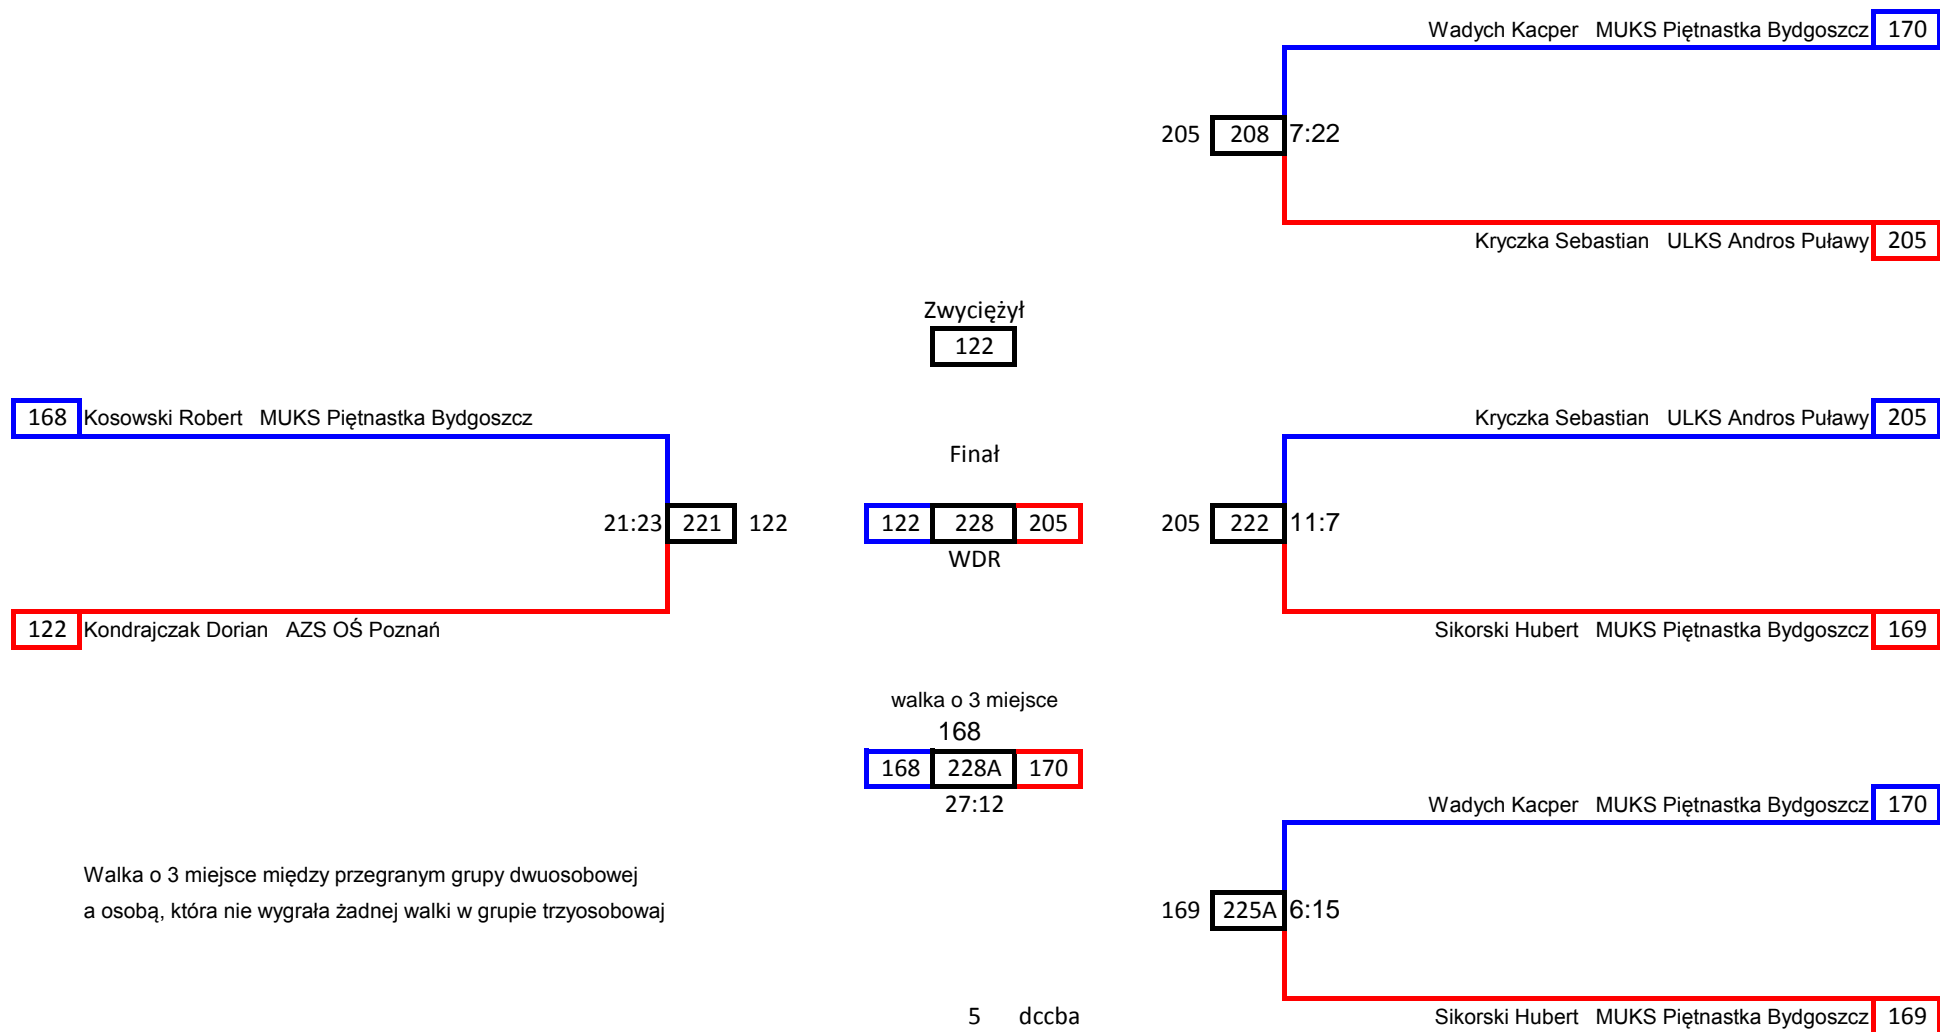 Wadych Kacper MUKS Piętnastka Bydgoszcz 170
205 208 7:22
Kryczka Sebastian ULKS Andros Puławy 205
Zwyciężył
122
168 Kosowski Robert MUKS Piętnastka Bydgoszcz
Kryczka Sebastian ULKS Andros Puławy 205
Finał
21:23 221 122
122 228 205
205 222 11:7
WDR
122 Kondrajczak Dorian AZS OŚ Poznań
Sikorski Hubert MUKS Piętnastka Bydgoszcz 169
walka o 3 miejsce
168
168 228A 170
27:12
Wadych Kacper MUKS Piętnastka Bydgoszcz 170
Walka o 3 miejsce między przegranym grupy dwuosobowej
a osobą, która nie wygrała żadnej walki w grupie trzyosobowaj
169 225A 6:15
5 dccba
Sikorski Hubert MUKS Piętnastka Bydgoszcz 169